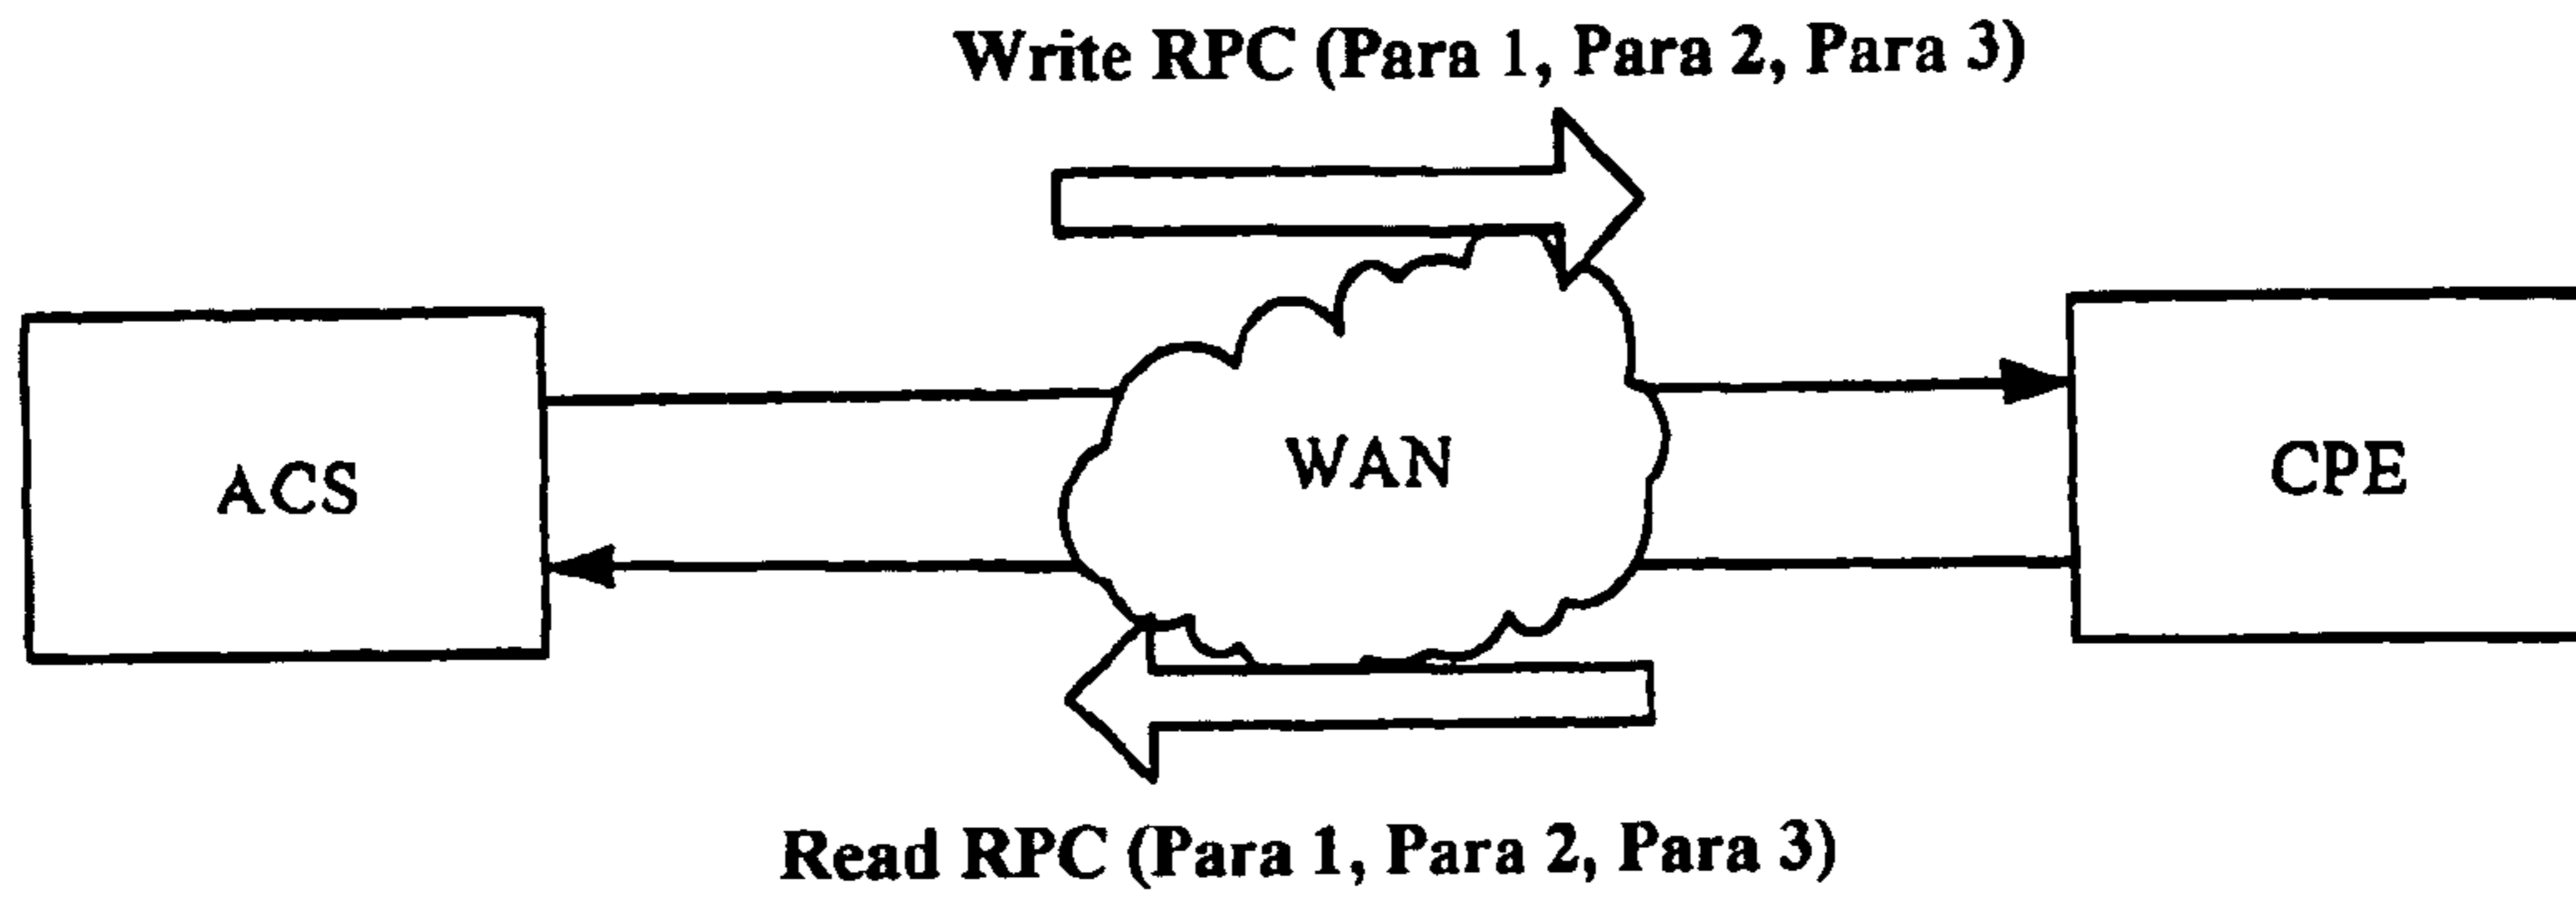 Write RPC (Para 1, Para 2, Para 3)
ACS
WAN
CPE
Read RPC (Para 1, Para 2, Para 3)